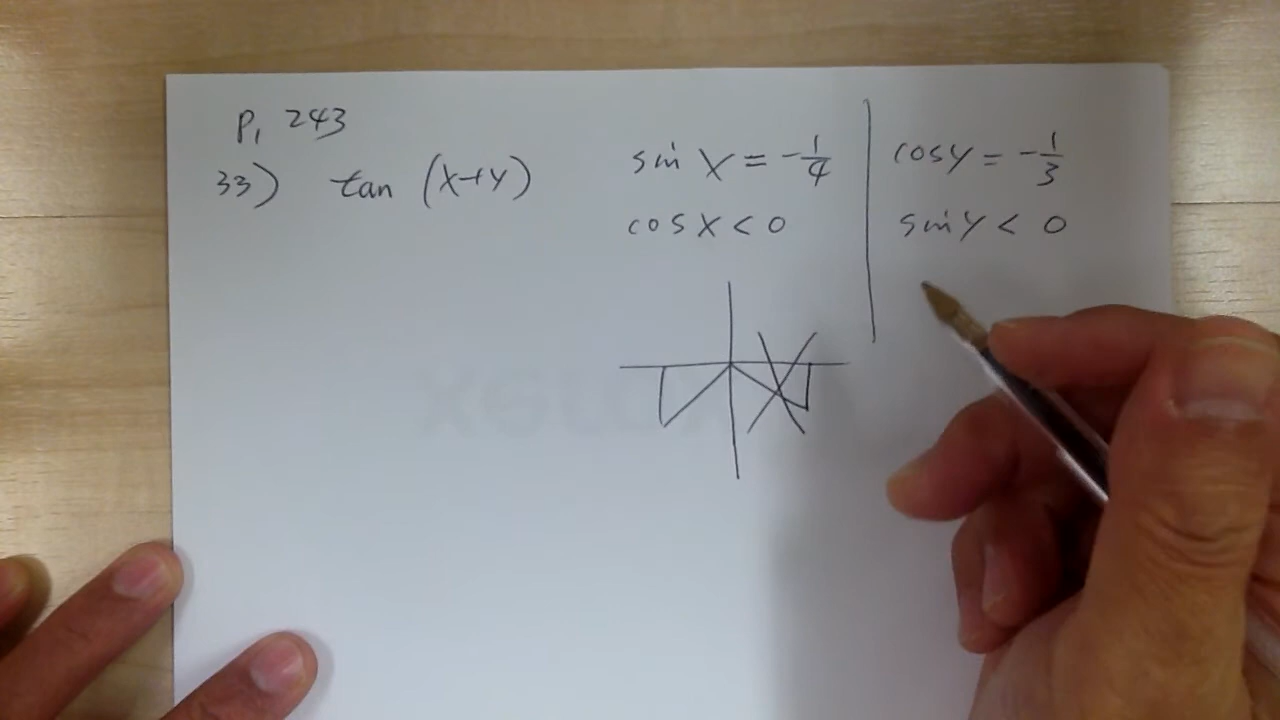 P, 243
33) tan (x+y)
sin x = -1/4
cos x < 0
cos y = -1/3
sin y < 0